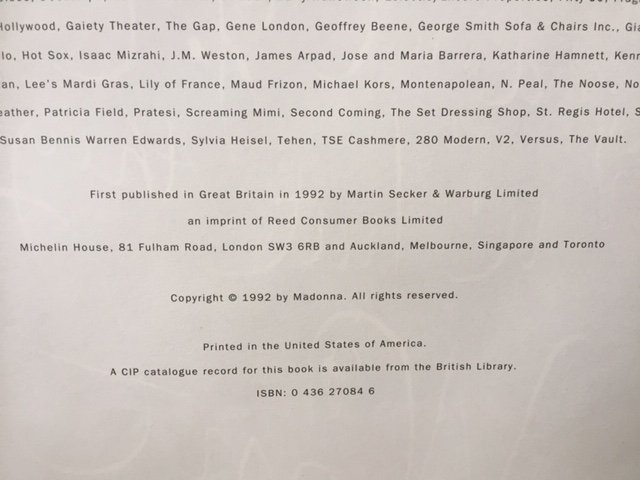 Hollywood, Gaiety Theater, The Gap, Gene London, Geoffrey Beene, George Smith Sofa & Chairs Inc.,
Hot Sox, Isaac Mizrahi, J.M. Weston, James Arpad, Jose and Maria Barrera, Katharine Hamnett,
Lee's Mardi Gras, Lily of France, Maud Frizon, Michael Kors, Montenapolean, N. Peal, The Noose,
Patricia Field, Pratesi, Screaming Mimi, Second Coming, The Set Dressing Shop, St. Regis Hotel,
Susan Bennis Warren Edwards, Sylvia Heisel, Tehen, TSE Cashmere, 280 Modern, V2, Versus, The Vault.
First published in Great Britain in 1992 by Martin Secker & Warburg Limited
an imprint of Reed Consumer Books Limited
Michelin House, 81 Fulham Road, London SW3 6RB and Auckland, Melbourne, Singapore and Toronto
Copyright © 1992 by Madonna. All rights reserved.
Printed in the United States of America.
A CIP catalogue record for this book is available from the British Library.
ISBN: 0 436 27084 6